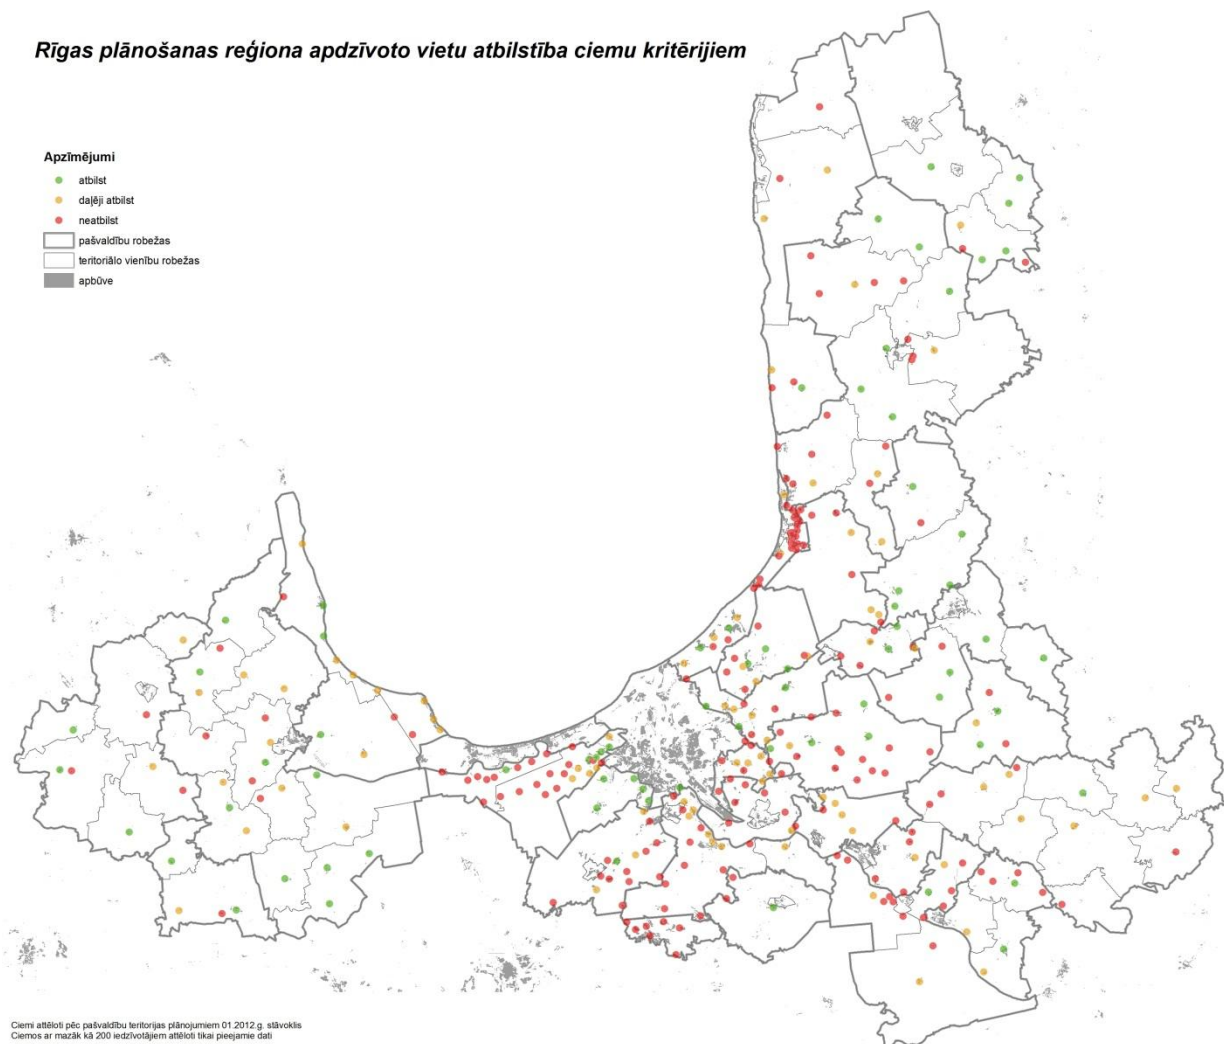 Rīgas plānošanas reģiona apdzīvoto vietu atbilstība ciemu kritērijiem
Apzīmējumi
atbilst
daļēji atbilst
neatbilst
pašvaldību robežas
teritoriālo vienību robežas
apbūve
Ciemi attēloti pēc pašvaldību teritorijas plānojumiem 01.2012.g. stāvoklis
Ciemos ar mazāk kā 200 iedzīvotājiem attēloti tikai pieejamie dati